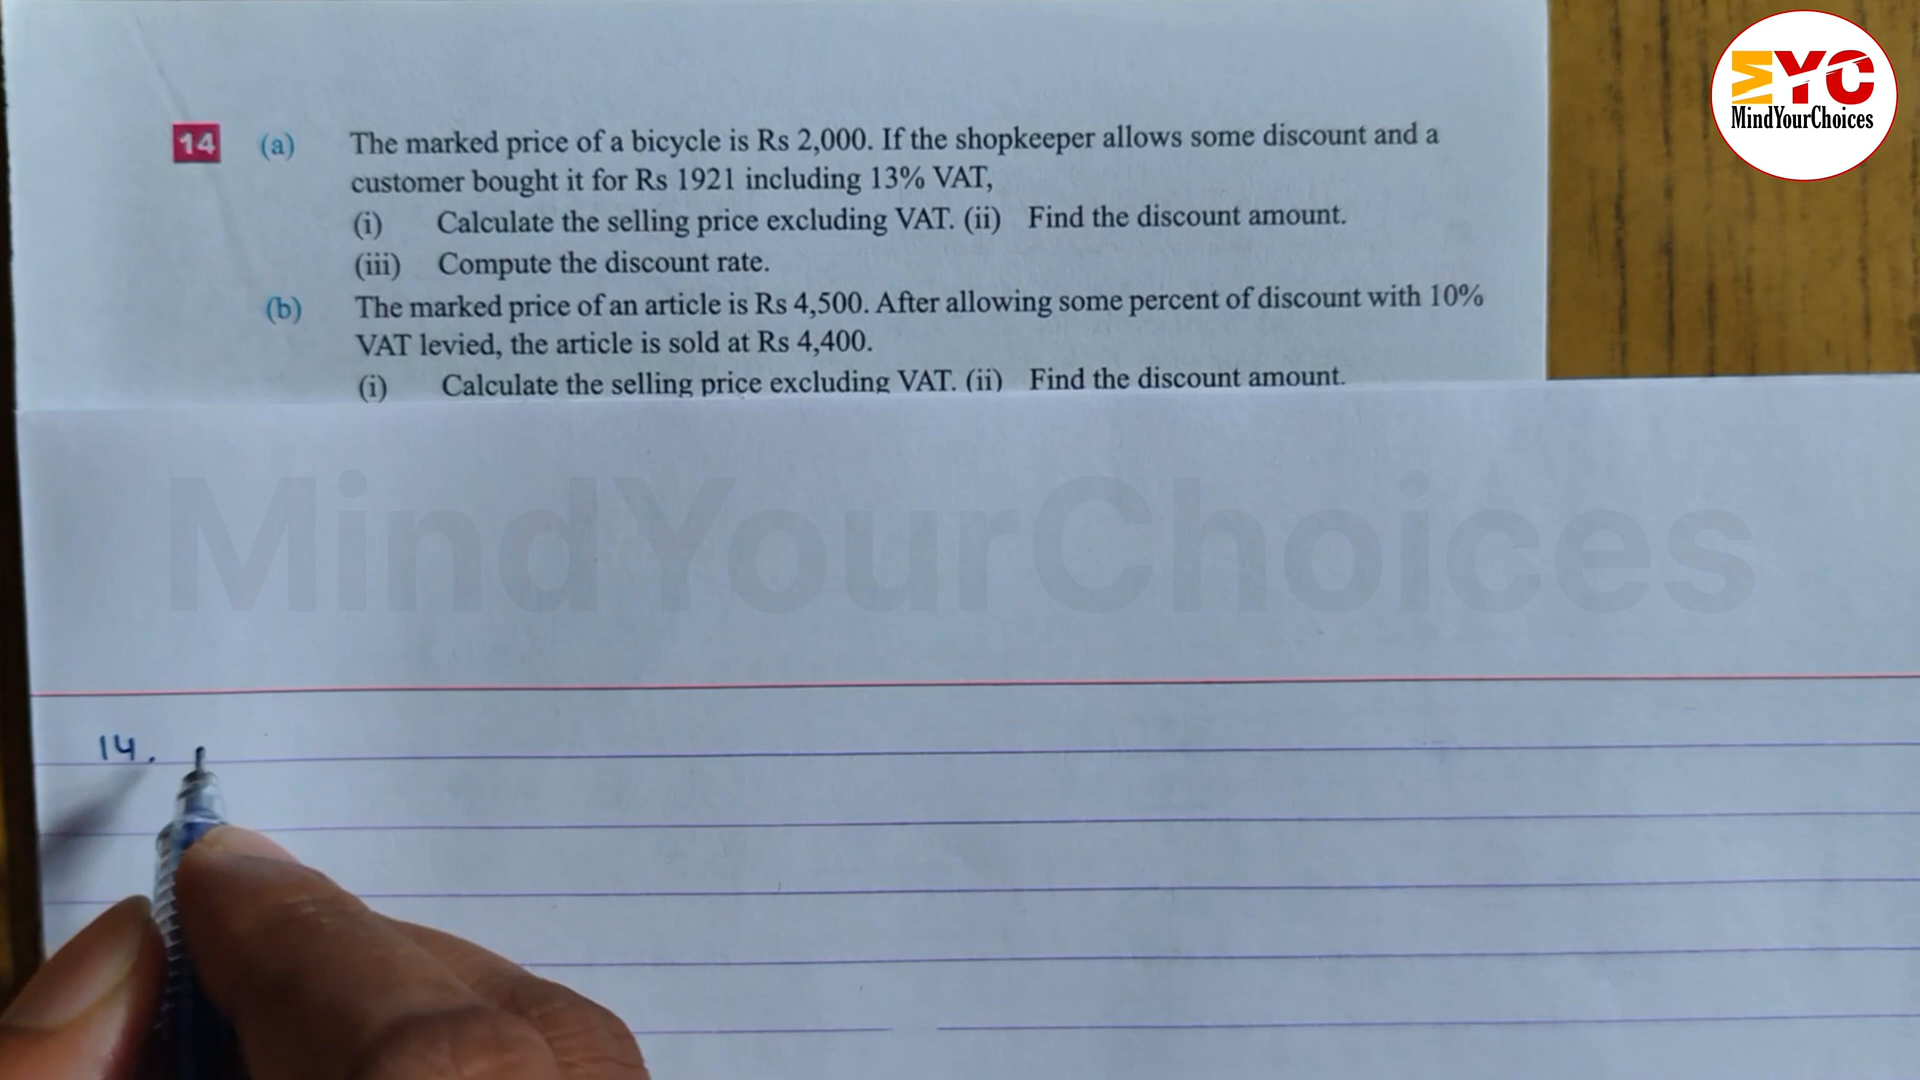 MYC
MindYourChoices
14 (a) The marked price of a bicycle is Rs 2,000. If the shopkeeper allows some discount and a
customer bought it for Rs 1921 including 13% VAT,
(i) Calculate the selling price excluding VAT. (ii) Find the discount amount.
(iii) Compute the discount rate.
(b) The marked price of an article is Rs 4,500. After allowing some percent of discount with 10%
VAT levied, the article is sold at Rs 4,400.
(i) Calculate the selling price excluding VAT. (ii) Find the discount amount.
MindYourChoices
14.